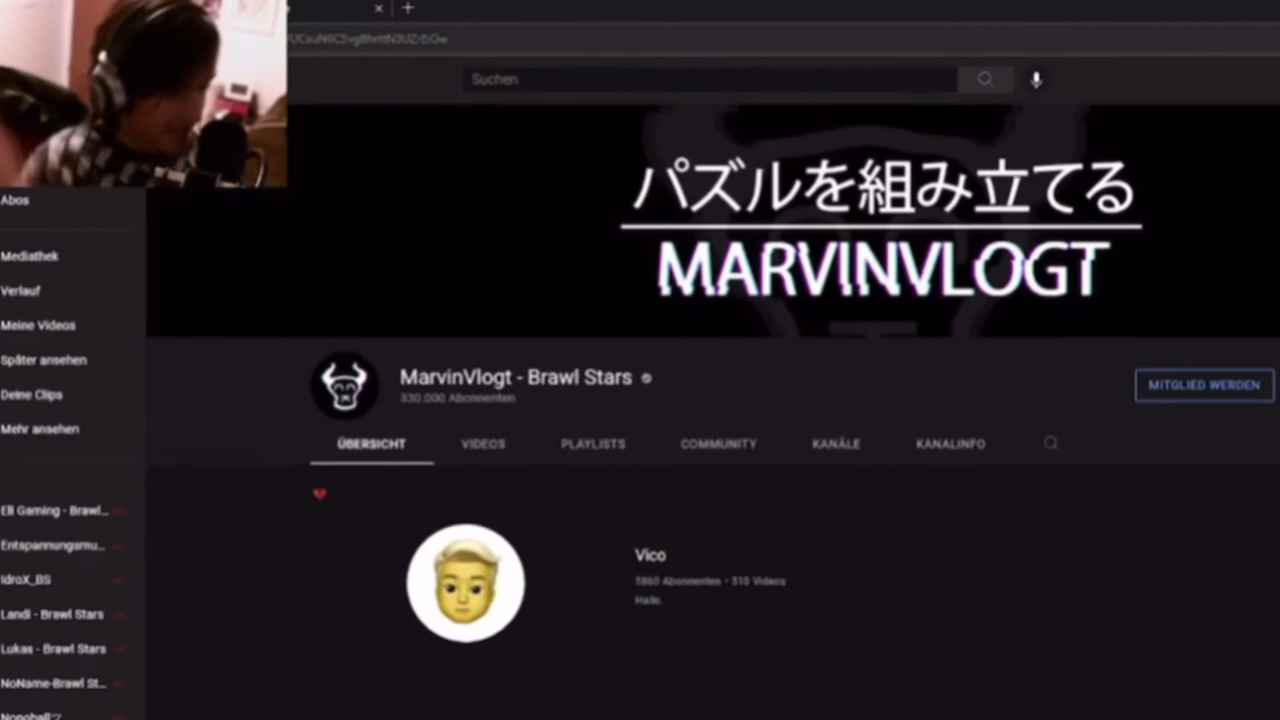 Suchen
パズルを組み立てる
MARVINVLOGT
Abos
Mediathek
Verlauf
Meine Videos
Später ansehen
Deine Clips
Mehr ansehen
MarvinVlogt - Brawl Stars
330.000 Abonnenten
MITGLIED WERDEN
ÜBERSICHT
VIDEOS
PLAYLISTS
COMMUNITY
KANÄLE
KANALINFO
Vico
5860 Abonnenten • 510 Videos
Hallo.
Eli Gaming - Brawl...
Entspannungsmu...
IdroX_BS
Landi - Brawl Stars
Lukas - Brawl Stars
NoName-Brawl St...